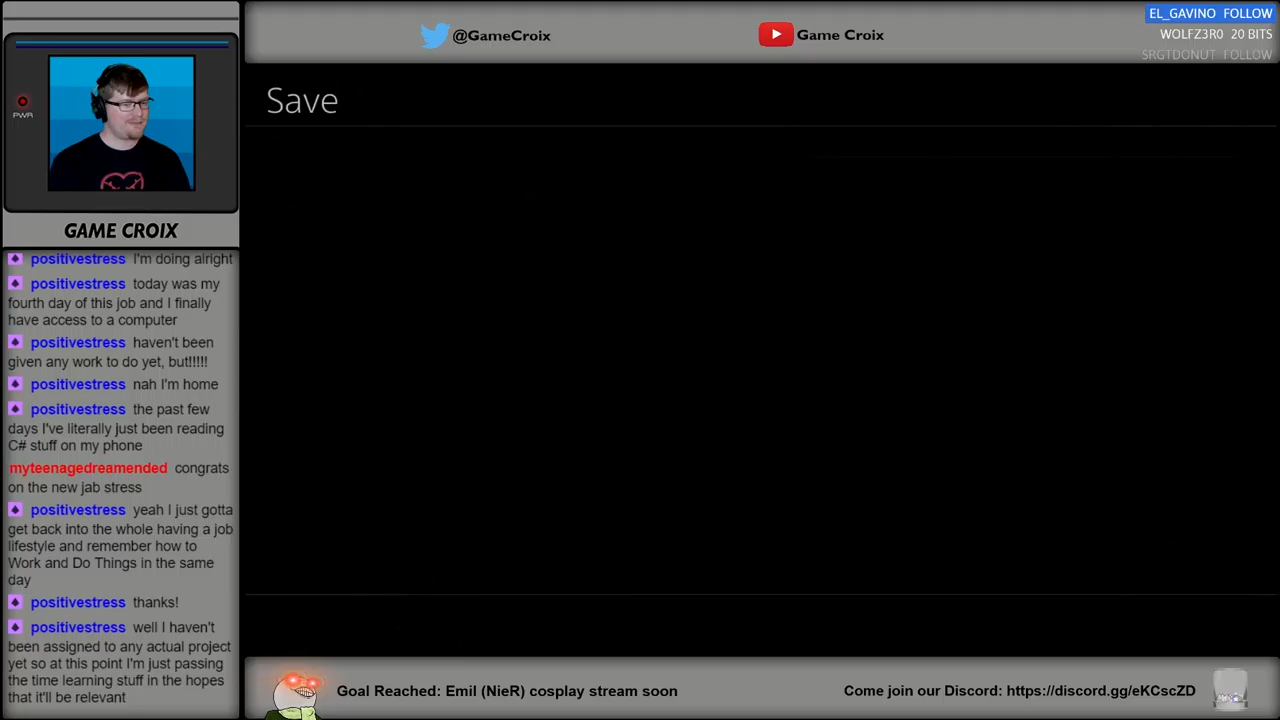 @GameCroix
Game Croix
EL_GAVINO FOLLOW
WOLFZ3R0 20 BITS
SRGTDONUT FOLLOW
PWR
Save
GAME CROIX
positivestress I'm doing alright
positivestress today was my
fourth day of this job and I finally
have access to a computer
positivestress haven't been
given any work to do yet, but!!!!!
positivestress nah I'm home
positivestress the past few
days I've literally just been reading
C# stuff on my phone
myteenagedreamended congrats
on the new jab stress
positivestress yeah I just gotta
get back into the whole having a job
lifestyle and remember how to
Work and Do Things in the same
day
positivestress thanks!
positivestress well I haven't
been assigned to any actual project
yet so at this point I'm just passing
the time learning stuff in the hopes
that it'll be relevant
Goal Reached: Emil (NieR) cosplay stream soon
Come join our Discord: https://discord.gg/eKCscZD